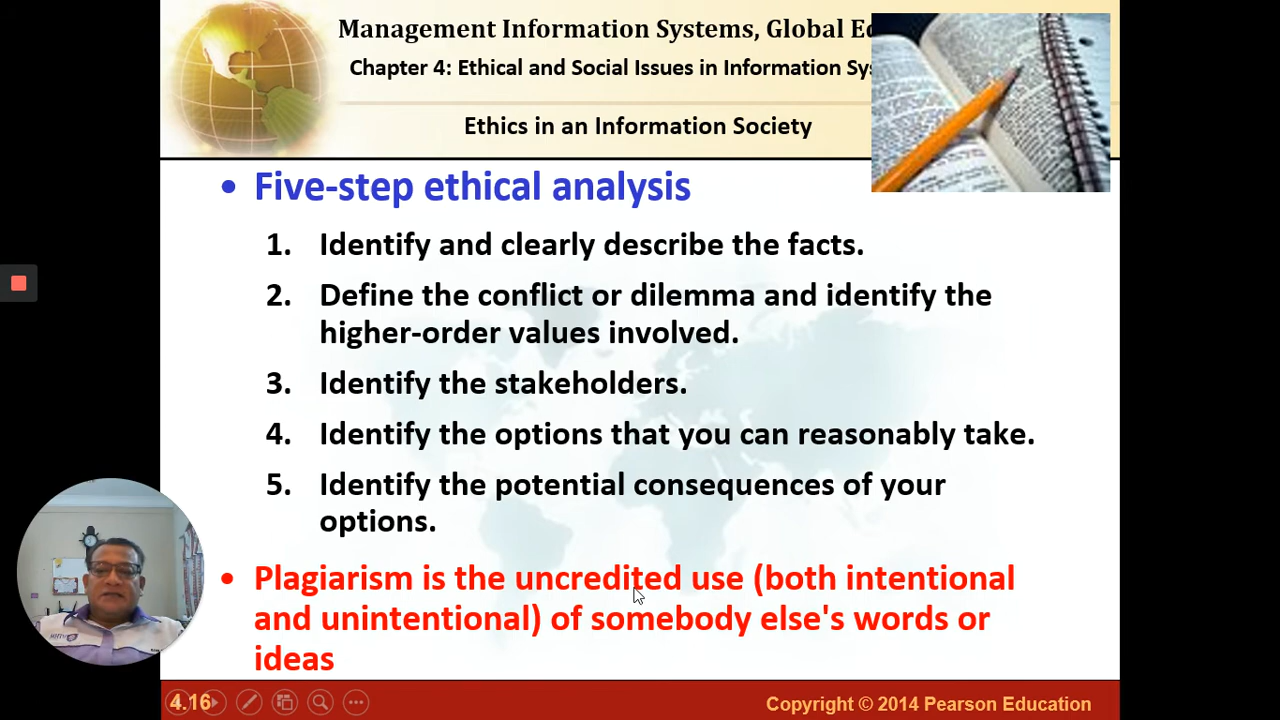 Management Information Systems, Global
Chapter 4: Ethical and Social Issues in Information
Ethics in an Information Society
• Five-step ethical analysis
1. Identify and clearly describe the facts.
2. Define the conflict or dilemma and identify the
higher-order values involved.
3. Identify the stakeholders.
4. Identify the options that you can reasonably take.
5. Identify the potential consequences of your
options.
• Plagiarism is the uncredited use (both intentional
and unintentional) of somebody else's words or
ideas
4.16
Copyright © 2014 Pearson Education